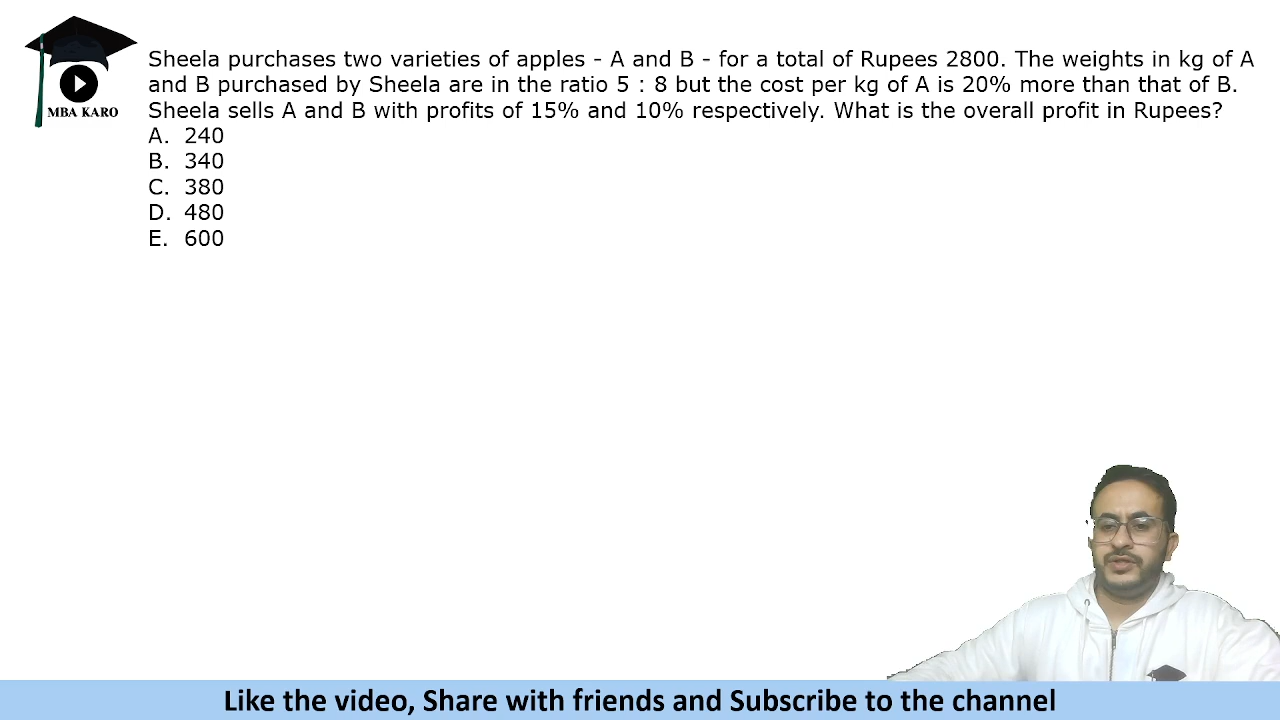 MBA KARO
Sheela purchases two varieties of apples - A and B - for a total of Rupees 2800. The weights in kg of A
and B purchased by Sheela are in the ratio 5 : 8 but the cost per kg of A is 20% more than that of B.
Sheela sells A and B with profits of 15% and 10% respectively. What is the overall profit in Rupees?
A. 240
B. 340
C. 380
D. 480
E. 600
Like the video, Share with friends and Subscribe to the channel